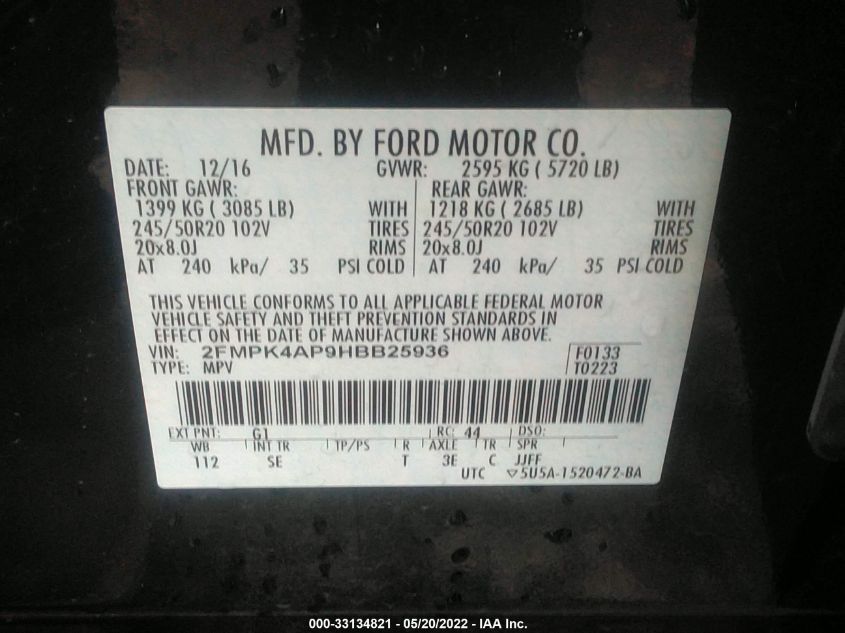 MFD. BY FORD MOTOR CO.
DATE: 12/16 GVWR: 2595 KG ( 5720 LB)
FRONT GAWR: REAR GAWR:
1399 KG ( 3085 LB) WITH 1218 KG ( 2685 LB) WITH
245/50R20 102V TIRES 245/50R20 102V TIRES
20x8.0J RIMS 20x8.0J RIMS
AT 240 kPa/ 35 PSI COLD AT 240 kPa/ 35 PSI COLD
THIS VEHICLE CONFORMS TO ALL APPLICABLE FEDERAL MOTOR
VEHICLE SAFETY AND THEFT PREVENTION STANDARDS IN
EFFECT ON THE DATE OF MANUFACTURE SHOWN ABOVE.
VIN: 2FMPK4AP9HBB25936 F0133
TYPE: MPV T0223
EXT PNT: G1 RC: 44 DSO:
WB INT TR TP/PS R AXLE TR SPR
112 SE T 3E C JJFF
UTC ▽5U5A-1520472-BA
000-33134821 - 05/20/2022 - IAA Inc.